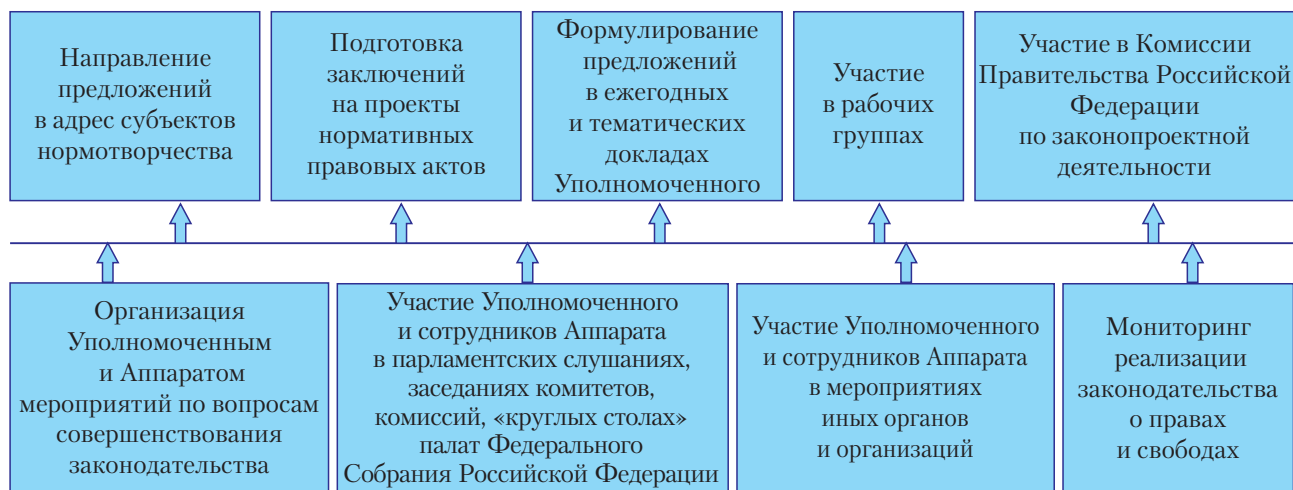 Направление
предложений
в адрес субъектов
нормотворчества
Подготовка
заключений
на проекты
нормативных
правовых актов
Формулирование
предложений
в ежегодных
и тематических
докладах
Уполномоченного
Участие
в рабочих
группах
Участие в Комиссии
Правительства Российской
Федерации
по законопроектной
деятельности
Организация
Уполномоченным
и Аппаратом
мероприятий по вопросам
совершенствования
законодательства
Участие Уполномоченного
и сотрудников Аппарата
в парламентских слушаниях,
заседаниях комитетов,
комиссий, «круглых столах»
палат Федерального
Собрания Российской Федерации
Участие Уполномоченного
и сотрудников Аппарата
в мероприятиях
иных органов
и организаций
Мониторинг
реализации
законодательства
о правах
и свободах